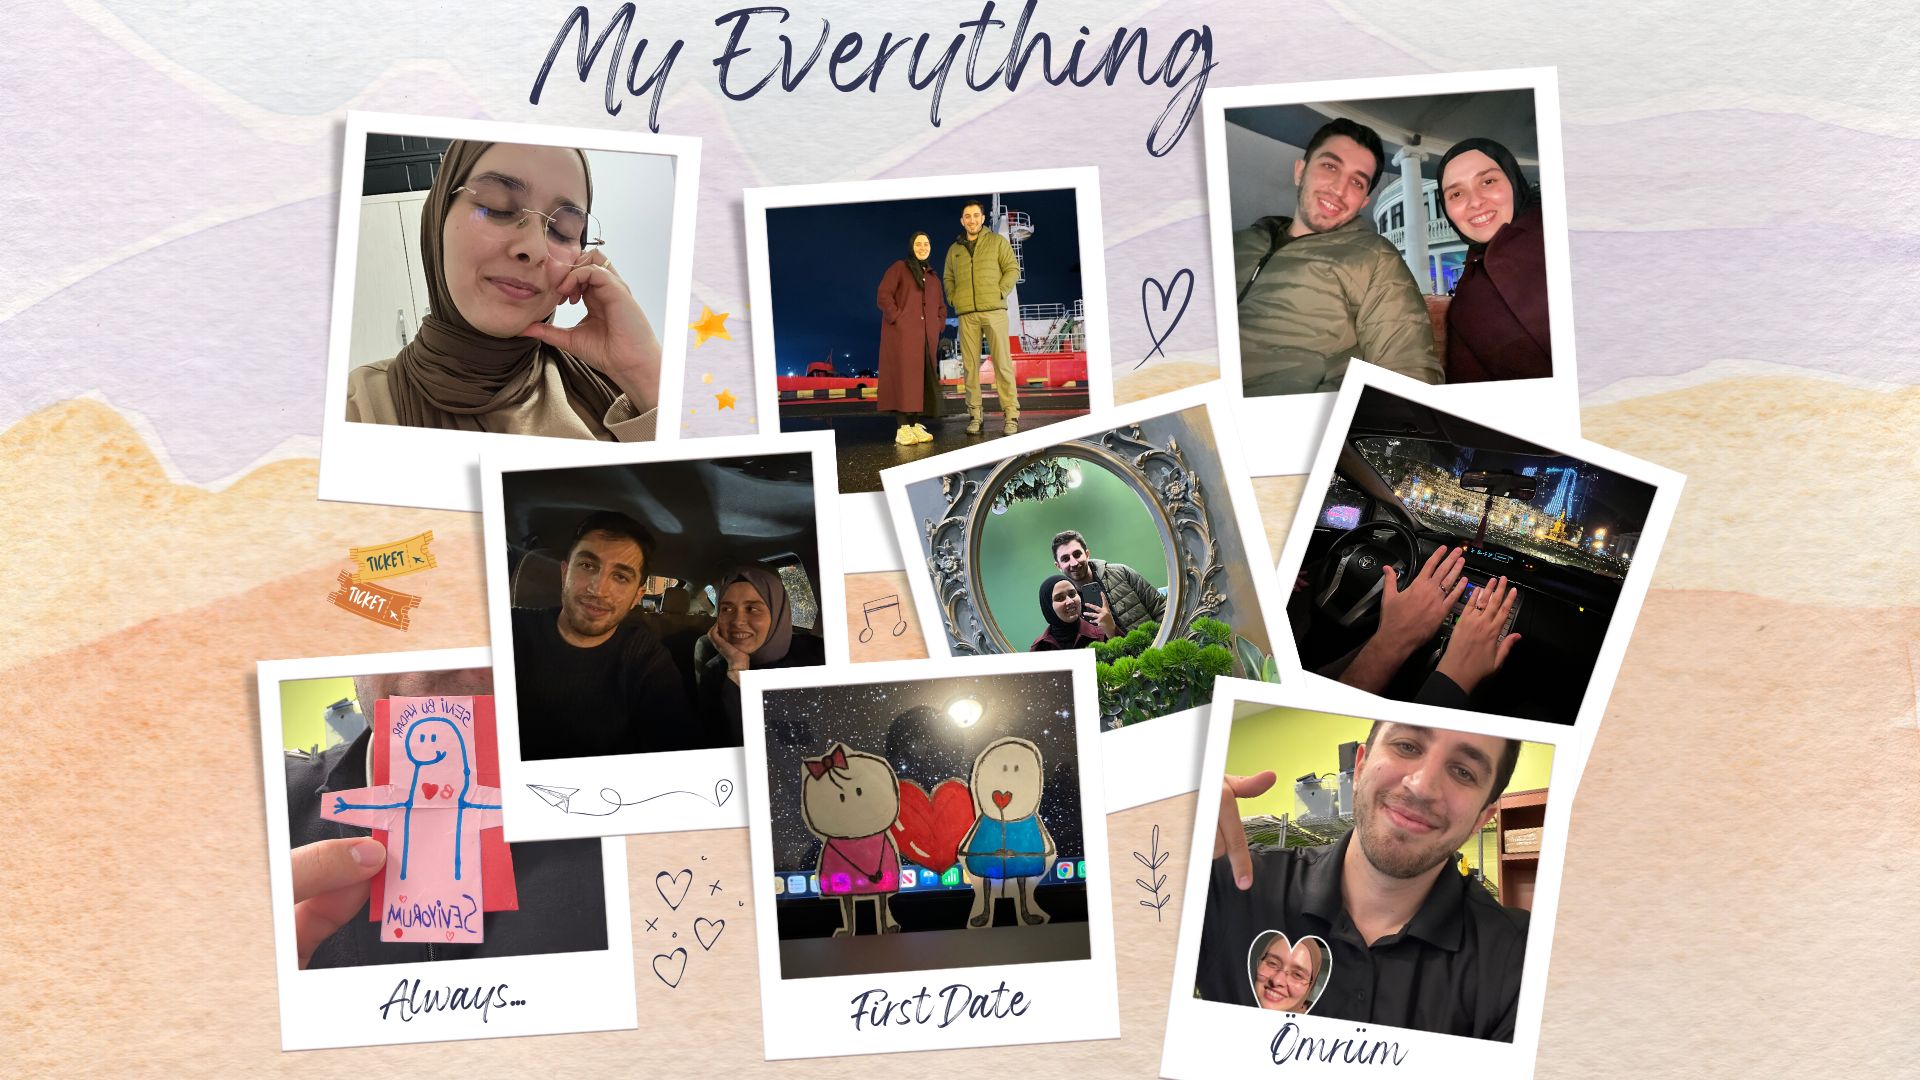 My Everything
TICKET
TICKET
SENİ BU KADAR
B
SEVİYORUM
Always...
First Date
Ömrüm